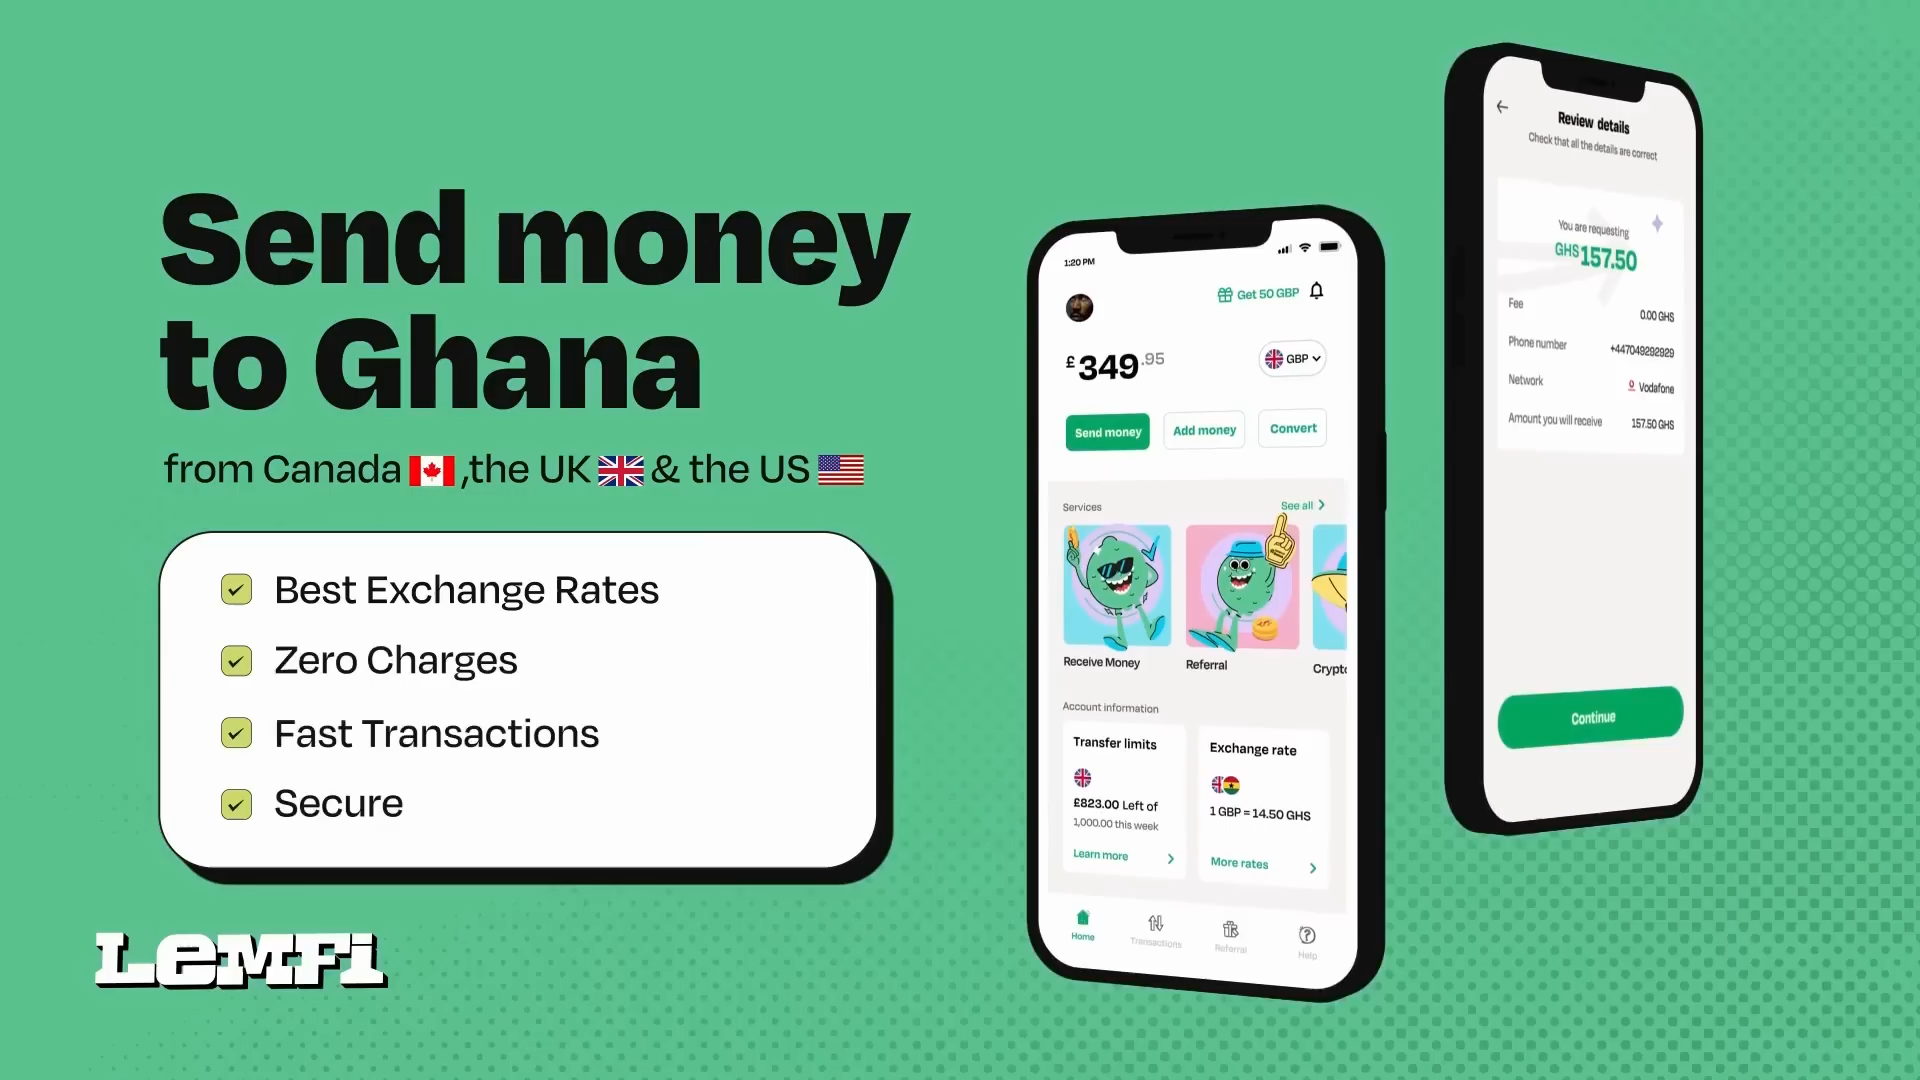 Send money
to Ghana
from Canada ,the UK & the US
Best Exchange Rates
Zero Charges
Fast Transactions
Secure
LemFi
1:20 PM
Get 50 GBP
£349.95
GBP
Send money
Add money
Convert
Services
See all
Receive Money
Referral
Crypto
Account information
Transfer limits
£823.00 Left of
1,000.00 this week
Learn more
Exchange rate
1 GBP = 14.50 GHS
More rates
Home
Transactions
Referral
Help
Review details
Check that all the details are correct
You are requesting
GHS157.50
Fee 0.00 GHS
Phone number +447049292929
Network Vodafone
Amount you will receive 157.50 GHS
Continue